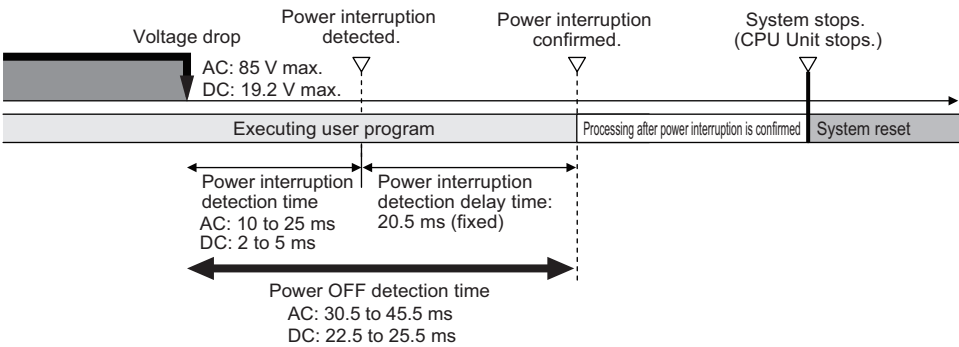 Voltage drop
Power interruption
detected.
Power interruption
confirmed.
System stops.
(CPU Unit stops.)
AC: 85 V max.
DC: 19.2 V max.
Executing user program
Processing after power interruption is confirmed
System reset
Power interruption
detection time
AC: 10 to 25 ms
DC: 2 to 5 ms
Power interruption
detection delay time:
20.5 ms (fixed)
Power OFF detection time
AC: 30.5 to 45.5 ms
DC: 22.5 to 25.5 ms